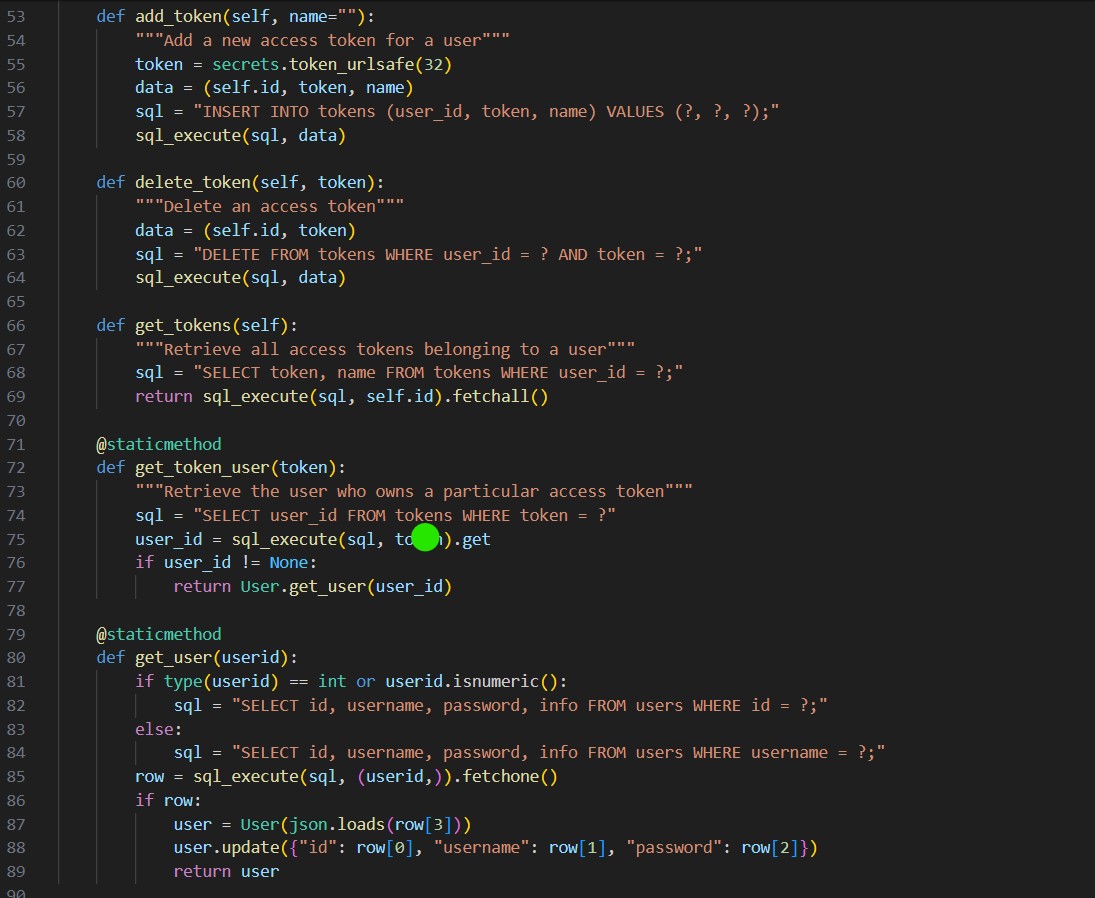 53 def add_token(self, name=""):
54 """Add a new access token for a user"""
55 token = secrets.token_urlsafe(32)
56 data = (self.id, token, name)
57 sql = "INSERT INTO tokens (user_id, token, name) VALUES (?, ?, ?);"
58 sql_execute(sql, data)
59
60 def delete_token(self, token):
61 """Delete an access token"""
62 data = (self.id, token)
63 sql = "DELETE FROM tokens WHERE user_id = ? AND token = ?;"
64 sql_execute(sql, data)
65
66 def get_tokens(self):
67 """Retrieve all access tokens belonging to a user"""
68 sql = "SELECT token, name FROM tokens WHERE user_id = ?;"
69 return sql_execute(sql, self.id).fetchall()
70
71 @staticmethod
72 def get_token_user(token):
73 """Retrieve the user who owns a particular access token"""
74 sql = "SELECT user_id FROM tokens WHERE token = ?"
75 user_id = sql_execute(sql, ).get
76 if user_id != None:
77 return User.get_user(user_id)
78
79 @staticmethod
80 def get_user(userid):
81 if type(userid) == int or userid.isnumeric():
82 sql = "SELECT id, username, password, info FROM users WHERE id = ?;"
83 else:
84 sql = "SELECT id, username, password, info FROM users WHERE username = ?;"
85 row = sql_execute(sql, (userid,)).fetchone()
86 if row:
87 user = User(json.loads(row[3]))
88 user.update({"id": row[0], "username": row[1], "password": row[2]})
89 return user
90